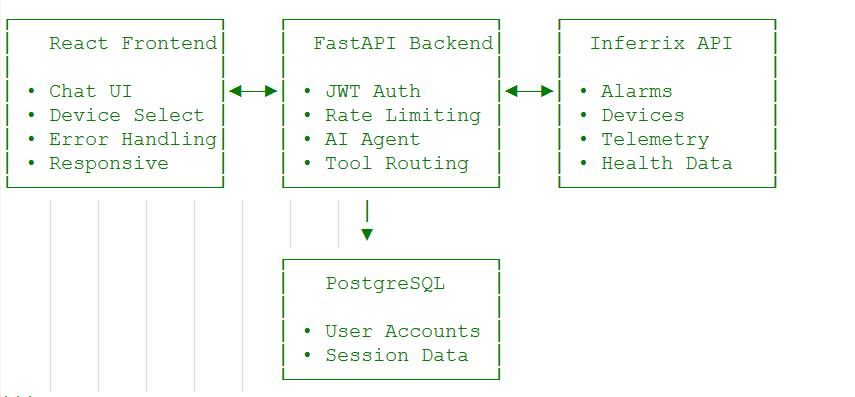 React Frontend
• Chat UI
• Device Select
• Error Handling
• Responsive
FastAPI Backend
• JWT Auth
• Rate Limiting
• AI Agent
• Tool Routing
Inferrix API
• Alarms
• Devices
• Telemetry
• Health Data
PostgreSQL
• User Accounts
• Session Data